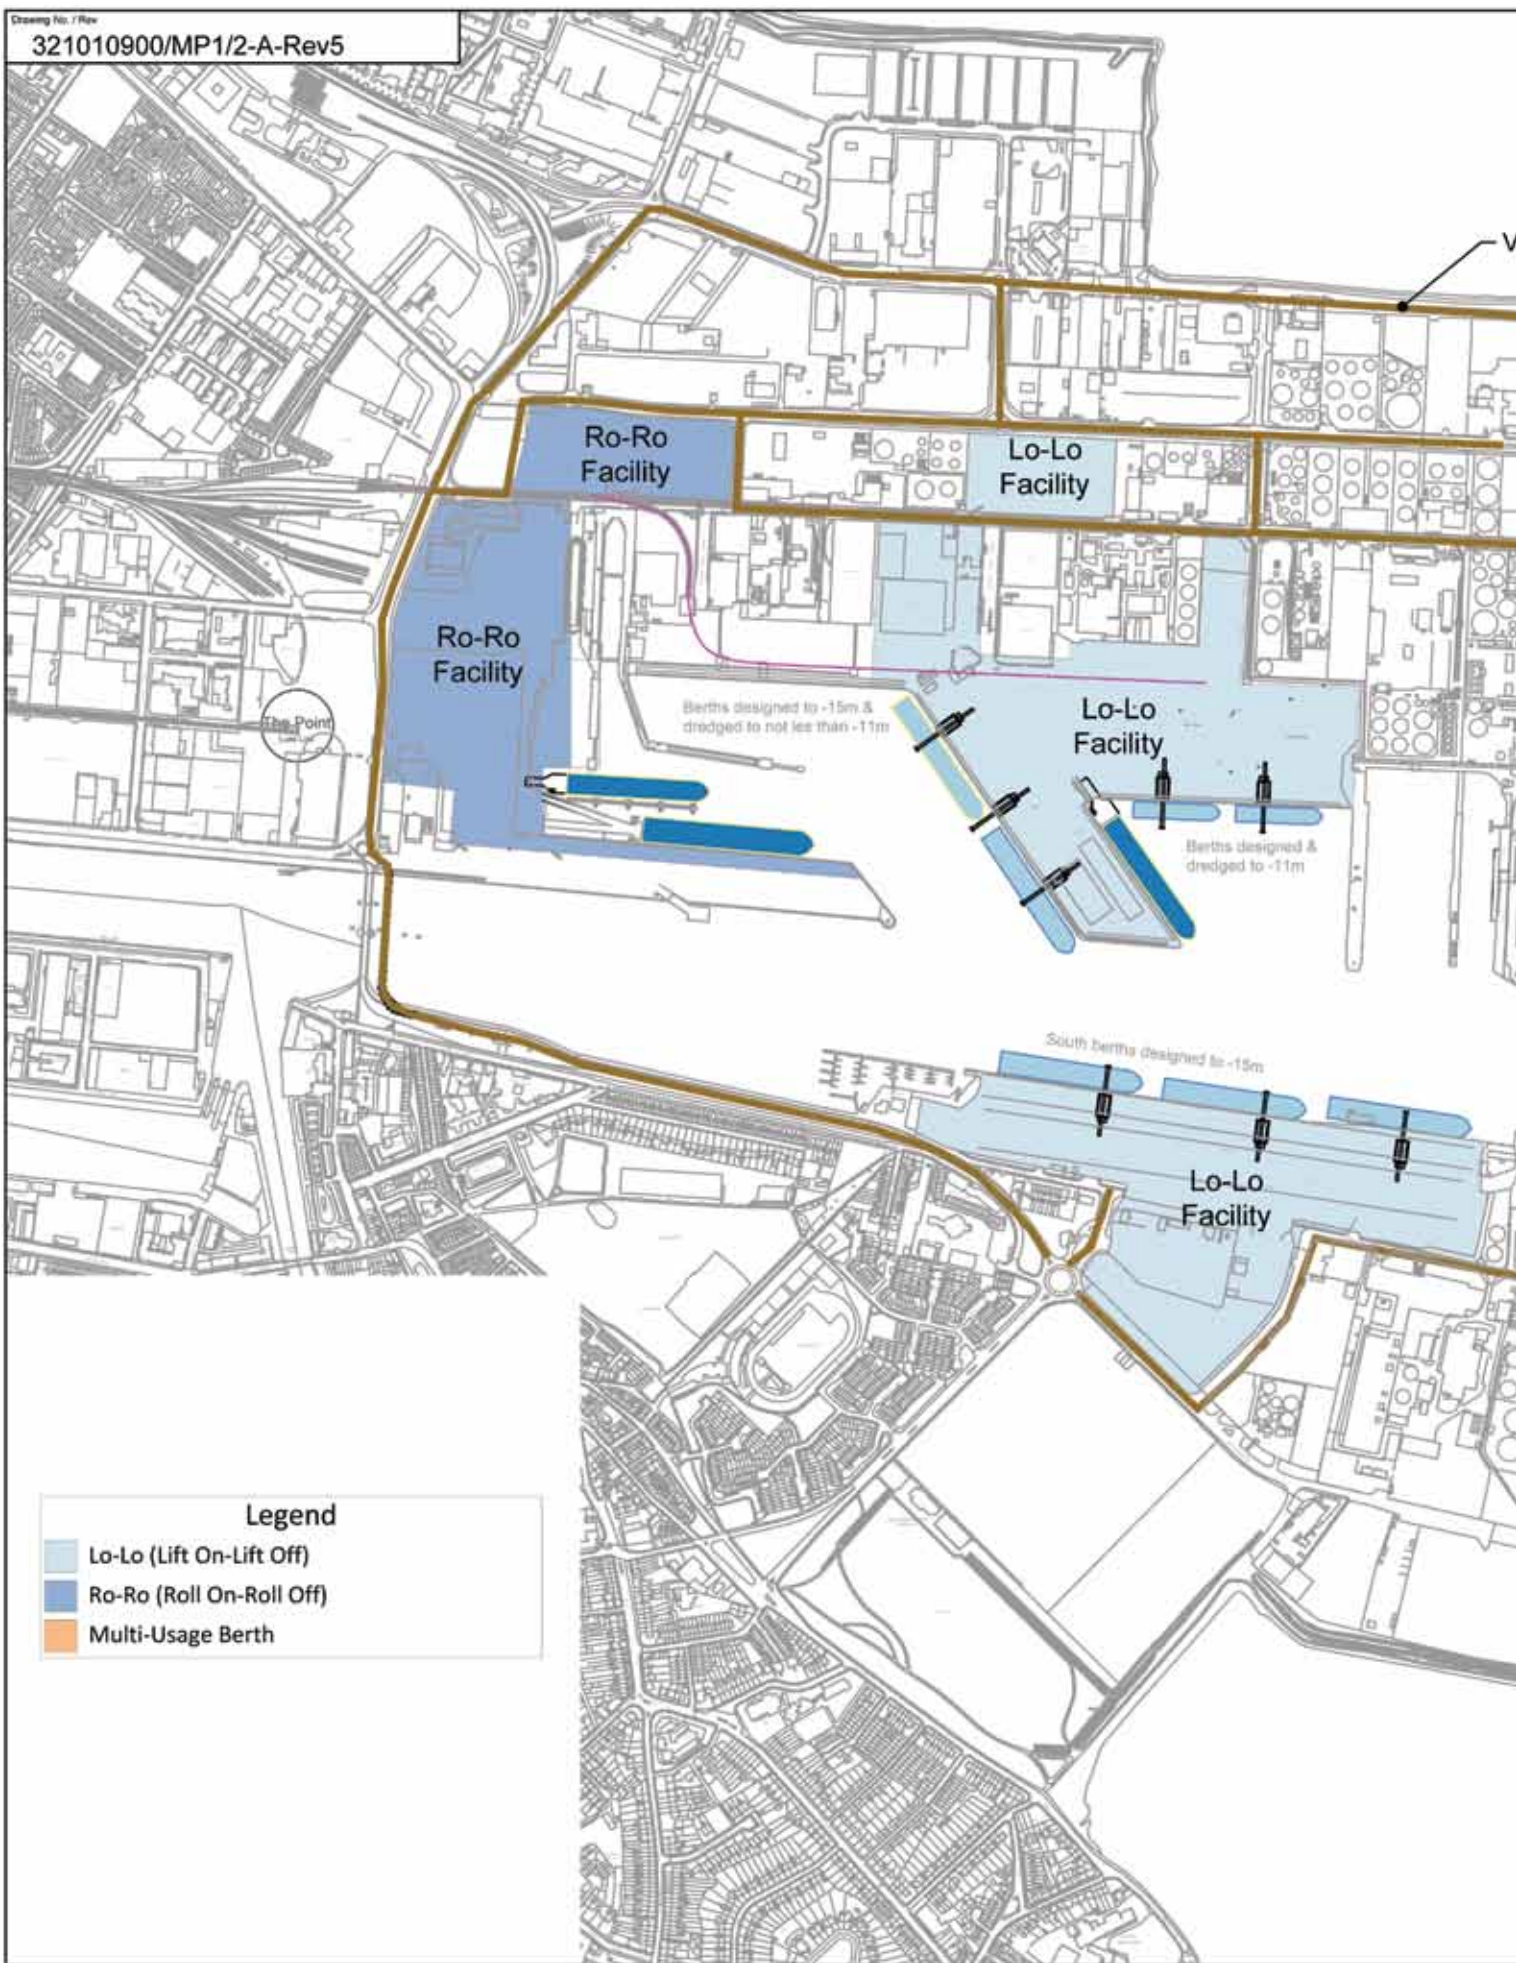 Drawing No. / Rev
321010900/MP1/2-A-Rev5
V
Ro-Ro
Facility
Lo-Lo
Facility
Ro-Ro
Facility
The Point
Berths designed to -15m &
dredged to not less than -11m
Lo-Lo
Facility
Berths designed &
dredged to -11m
South berths designed to -15m
Lo-Lo
Facility
Legend
Lo-Lo (Lift On-Lift Off)
Ro-Ro (Roll On-Roll Off)
Multi-Usage Berth